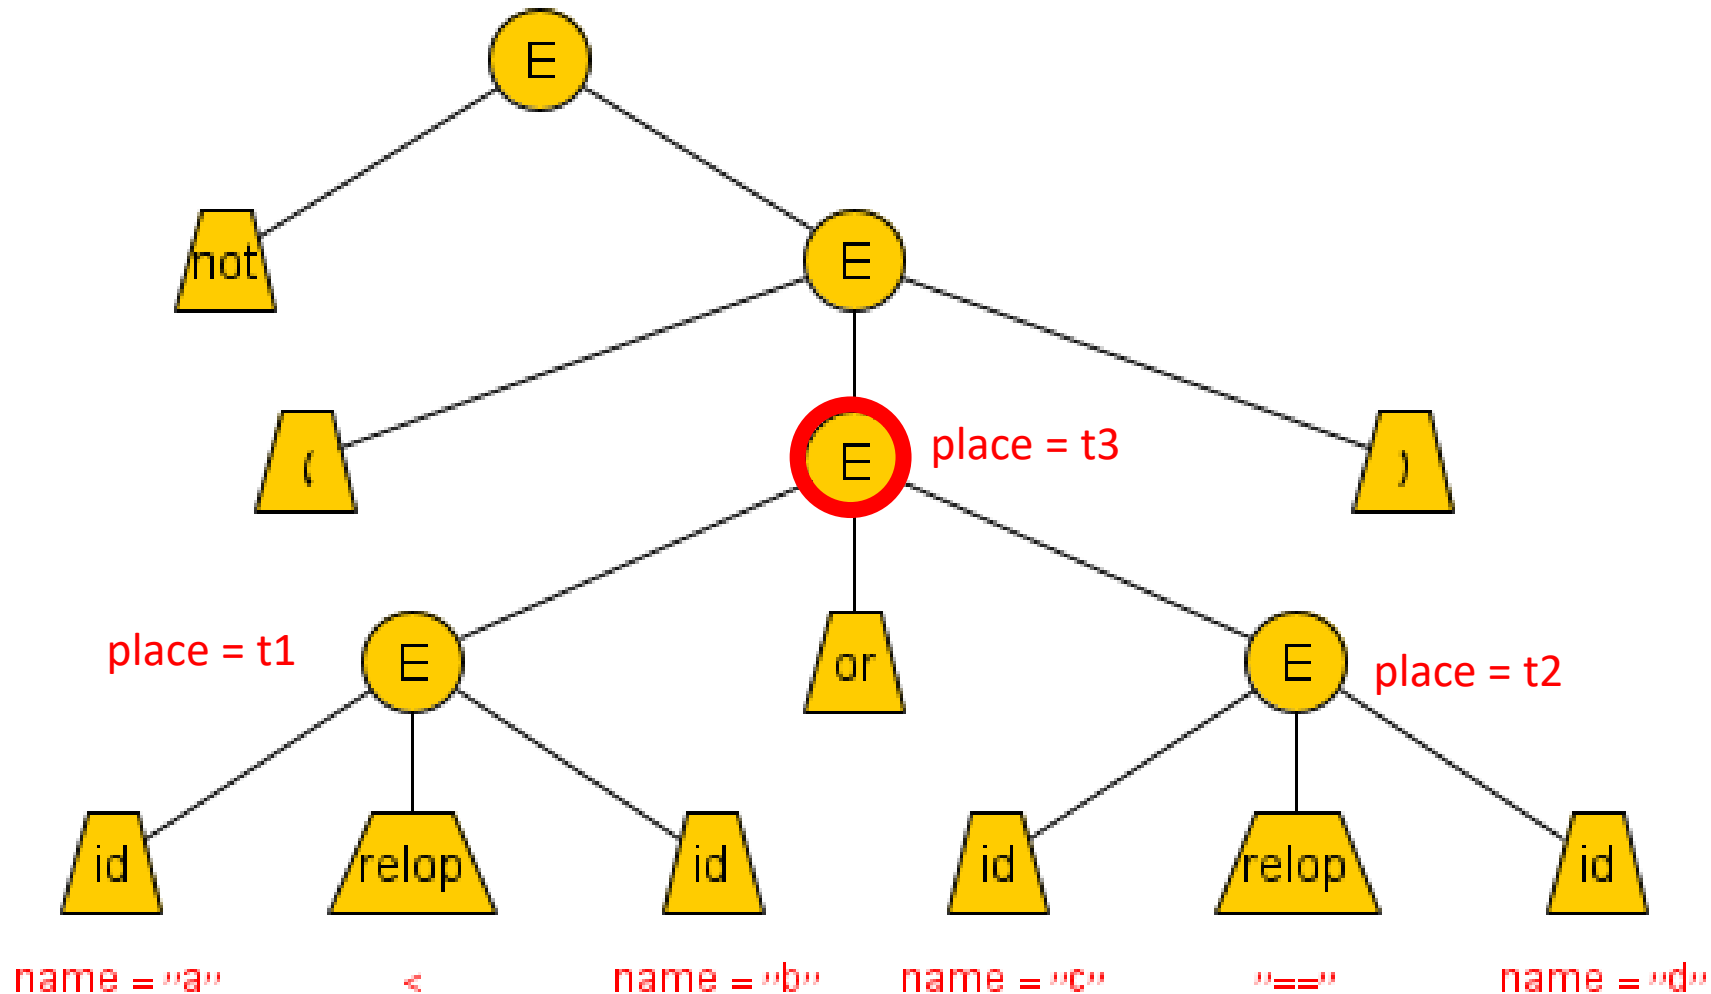 E
not
E
(
E
place = t3
)
place = t1
E
or
E
place = t2
id
relop
id
id
relop
id
name = "a"
<
name = "b"
name = "c"
"=="
name = "d"